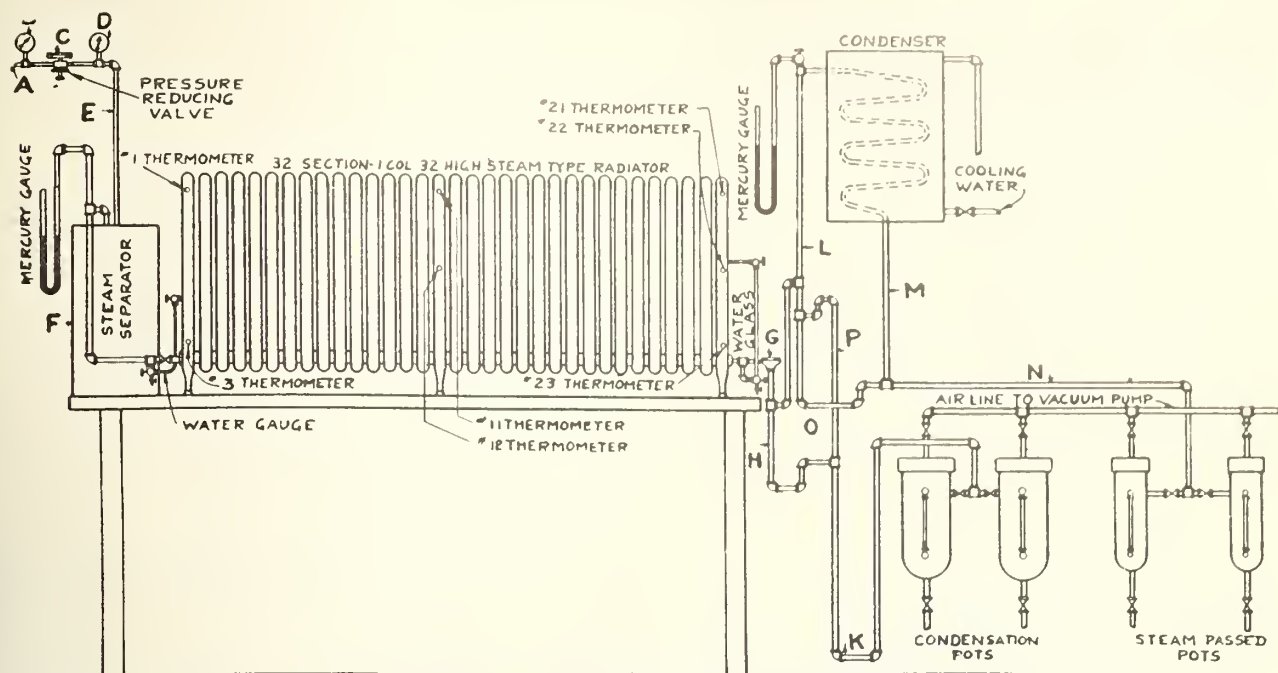 C
D
CONDENSER
A
PRESSURE
REDUCING
VALVE
E
#21 THERMOMETER
#22 THERMOMETER
MERCURY GAUGE
#1 THERMOMETER
32 SECTION-1 COL 32 HIGH STEAM TYPE RADIATOR
MERCURY GAUGE
COOLING
WATER
STEAM
SEPARATOR
F
L
M
WATER
GLASS
G
P
#3 THERMOMETER
#23 THERMOMETER
N
AIR LINE TO VACUUM PUMP
WATER GAUGE
#11 THERMOMETER
#12 THERMOMETER
O
H
K
CONDENSATION
POTS
STEAM PASSED
POTS